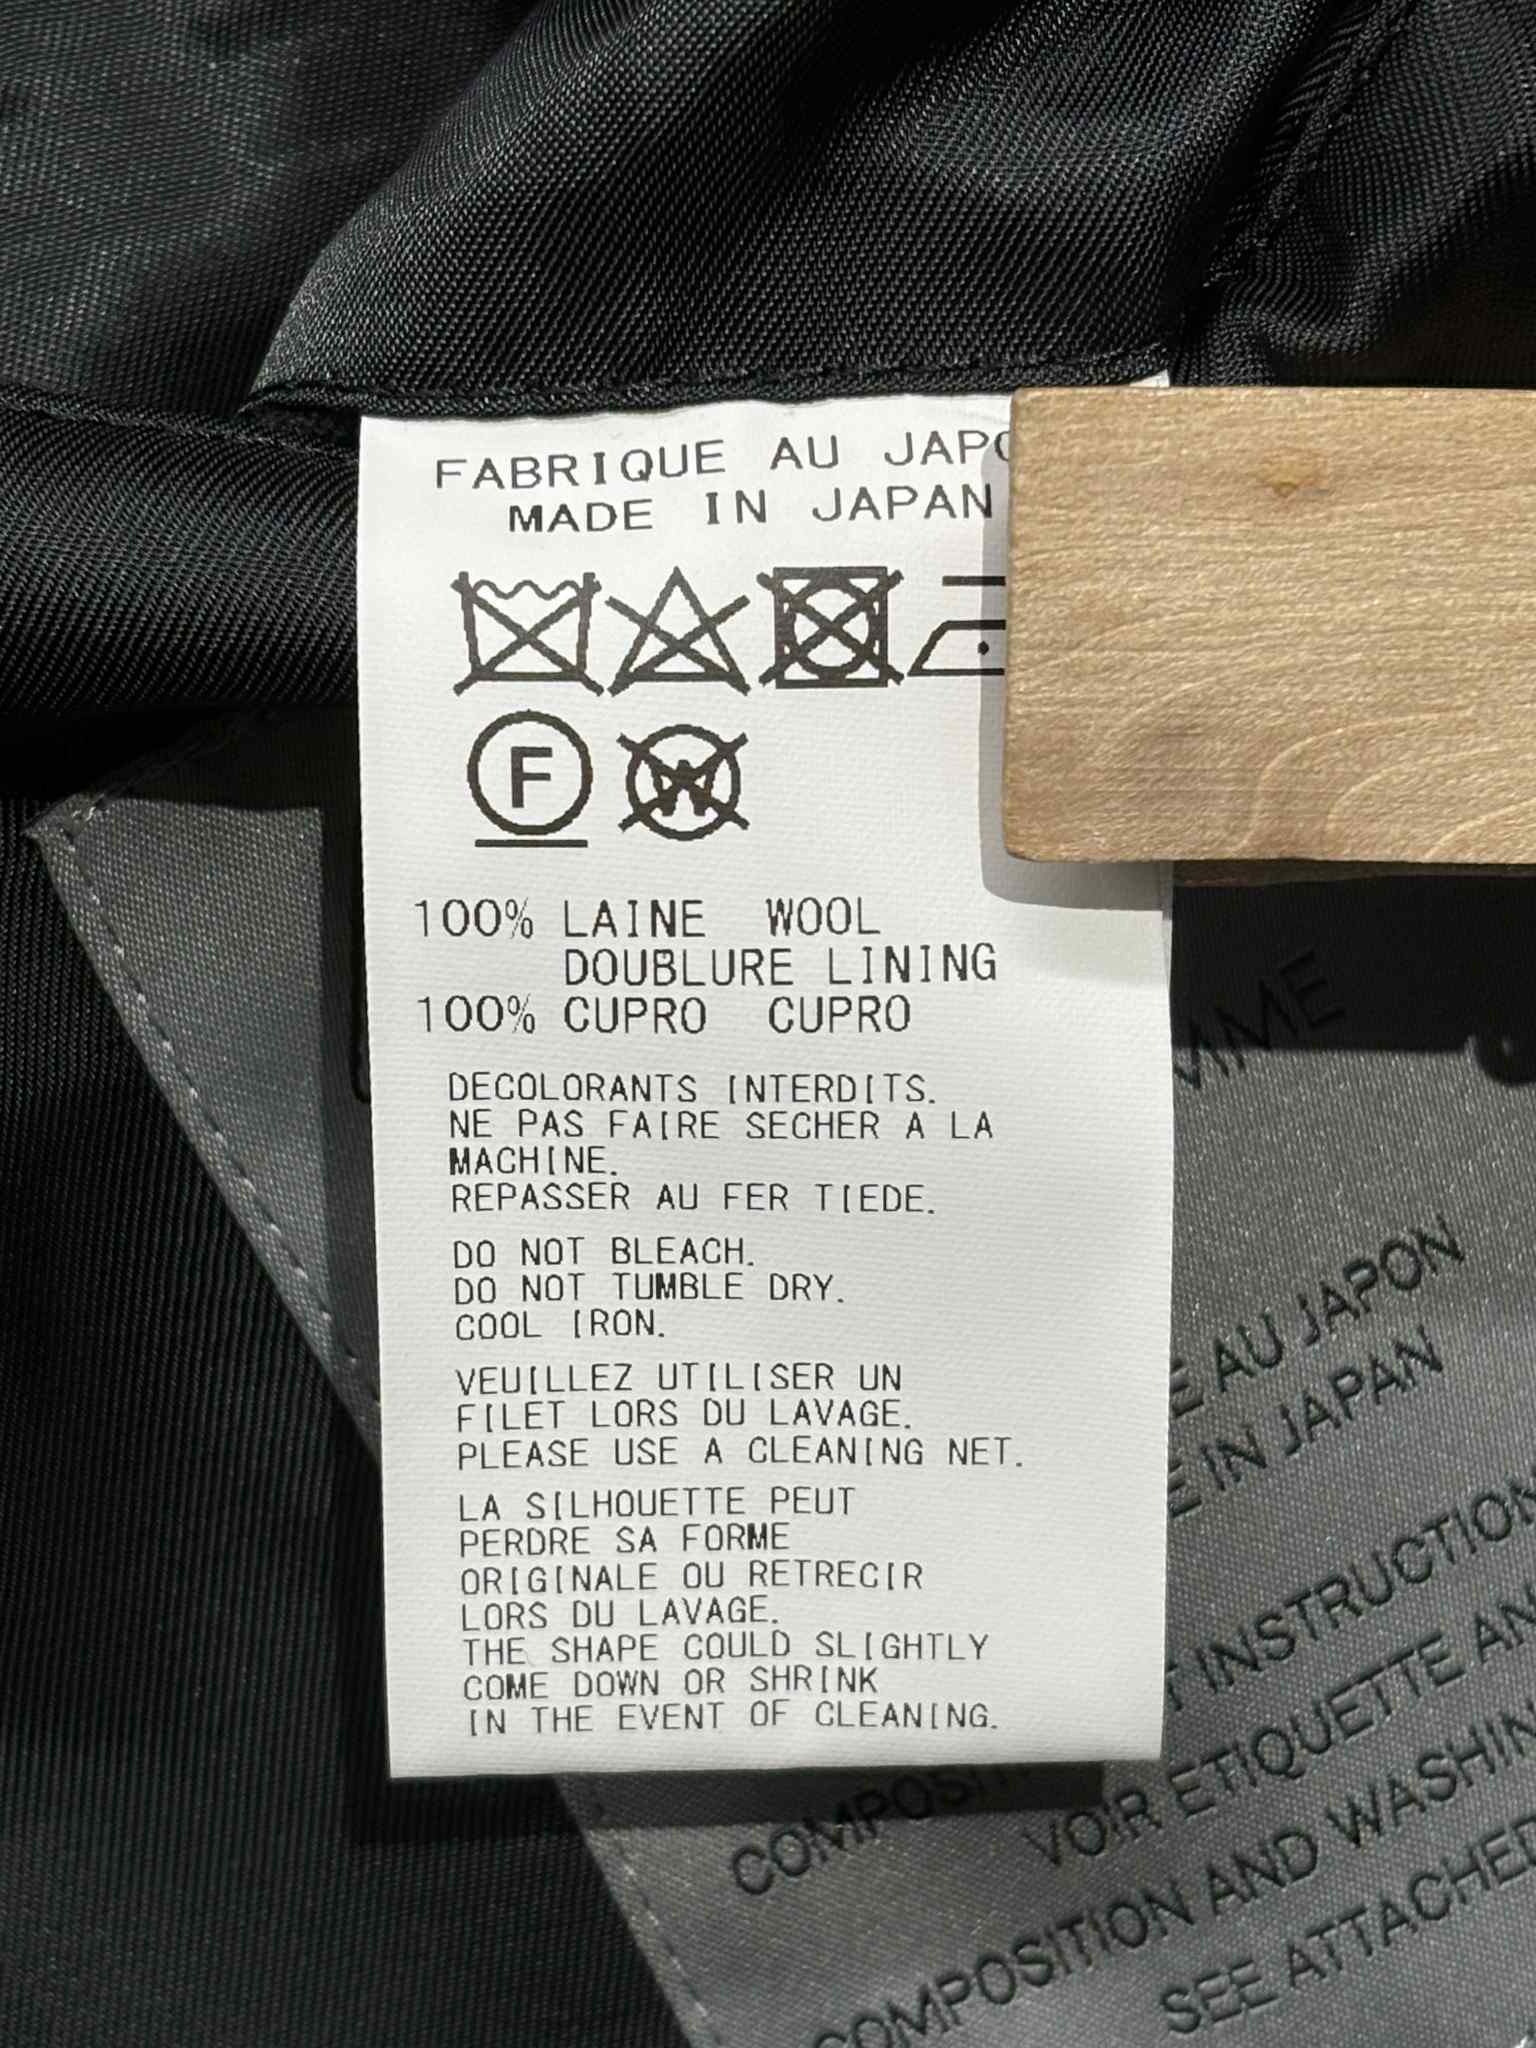 FABRIQUE AU
MADE IN JAPAN
F
W
100% LAINE WOOL
DOUBLURE LINING
100% CUPRO CUPRO
DECOLORANTS INTERDITS.
NE PAS FAIRE SECHER A LA
MACHINE.
REPASSER AU FER TIEDE.
DO NOT BLEACH.
DO NOT TUMBLE DRY.
COOL IRON.
VEUILLEZ UTILISER UN
FILET LORS DU LAVAGE.
PLEASE USE A CLEANING NET.
LA SILHOUETTE PEUT
PERDRE SA FORME
ORIGINALE OU RETRECIR
LORS DU LAVAGE.
THE SHAPE COULD SLIGHTLY
COME DOWN OR SHRINK
IN THE EVENT OF CLEANING.
AU JAPON
IN JAPAN
VOIR ETIQUETTE
COMPOSITION AND
SEE